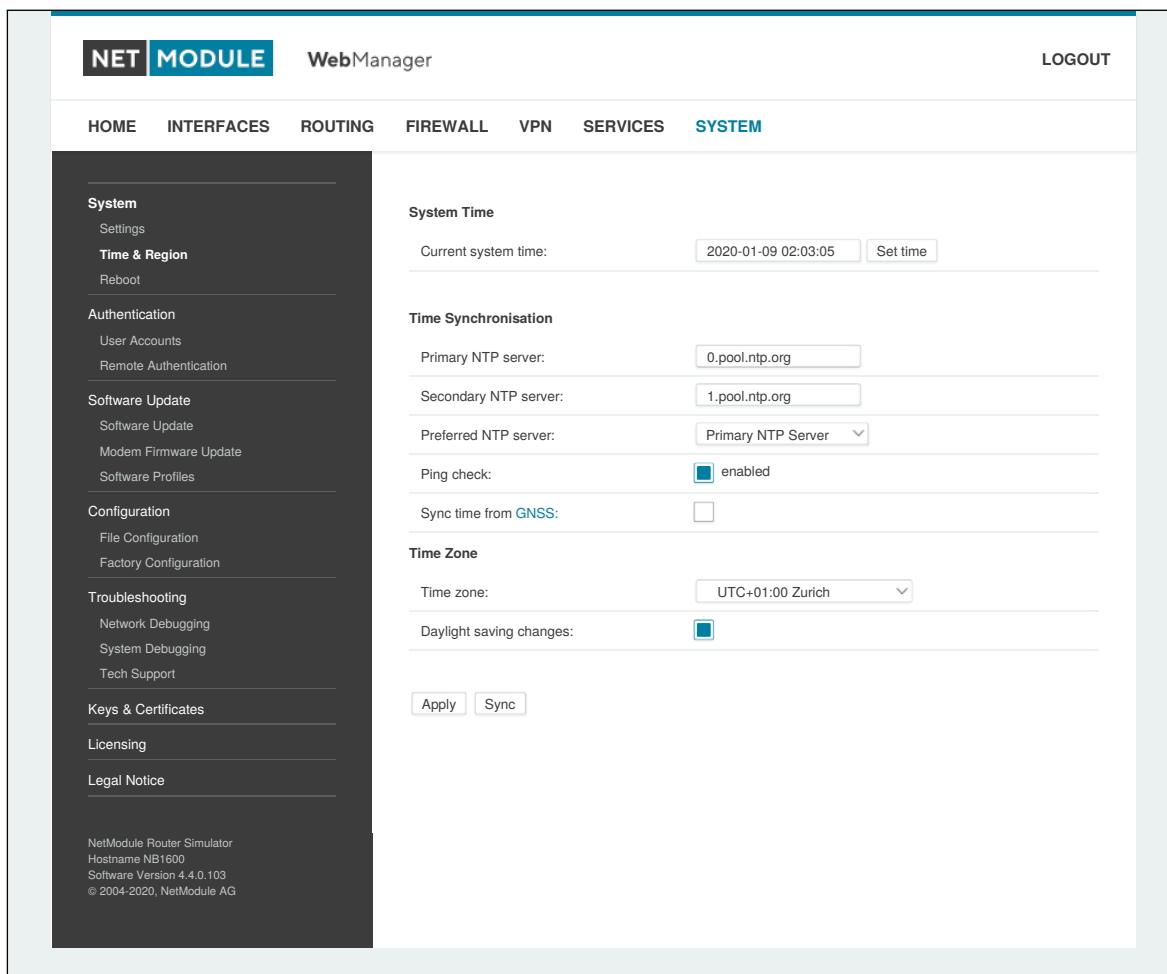 NET MODULE WebManager LOGOUT
HOME INTERFACES ROUTING FIREWALL VPN SERVICES SYSTEM
System
Settings
Time & Region
Reboot
Authentication
User Accounts
Remote Authentication
Software Update
Software Update
Modem Firmware Update
Software Profiles
Configuration
File Configuration
Factory Configuration
Troubleshooting
Network Debugging
System Debugging
Tech Support
Keys & Certificates
Licensing
Legal Notice
NetModule Router Simulator
Hostname NB1600
Software Version 4.4.0.103
© 2004-2020, NetModule AG
System Time
Current system time: 2020-01-09 02:03:05 Set time
Time Synchronisation
Primary NTP server: 0.pool.ntp.org
Secondary NTP server: 1.pool.ntp.org
Preferred NTP server: Primary NTP Server
Ping check: enabled
Sync time from GNSS:
Time Zone
Time zone: UTC+01:00 Zurich
Daylight saving changes:
Apply Sync